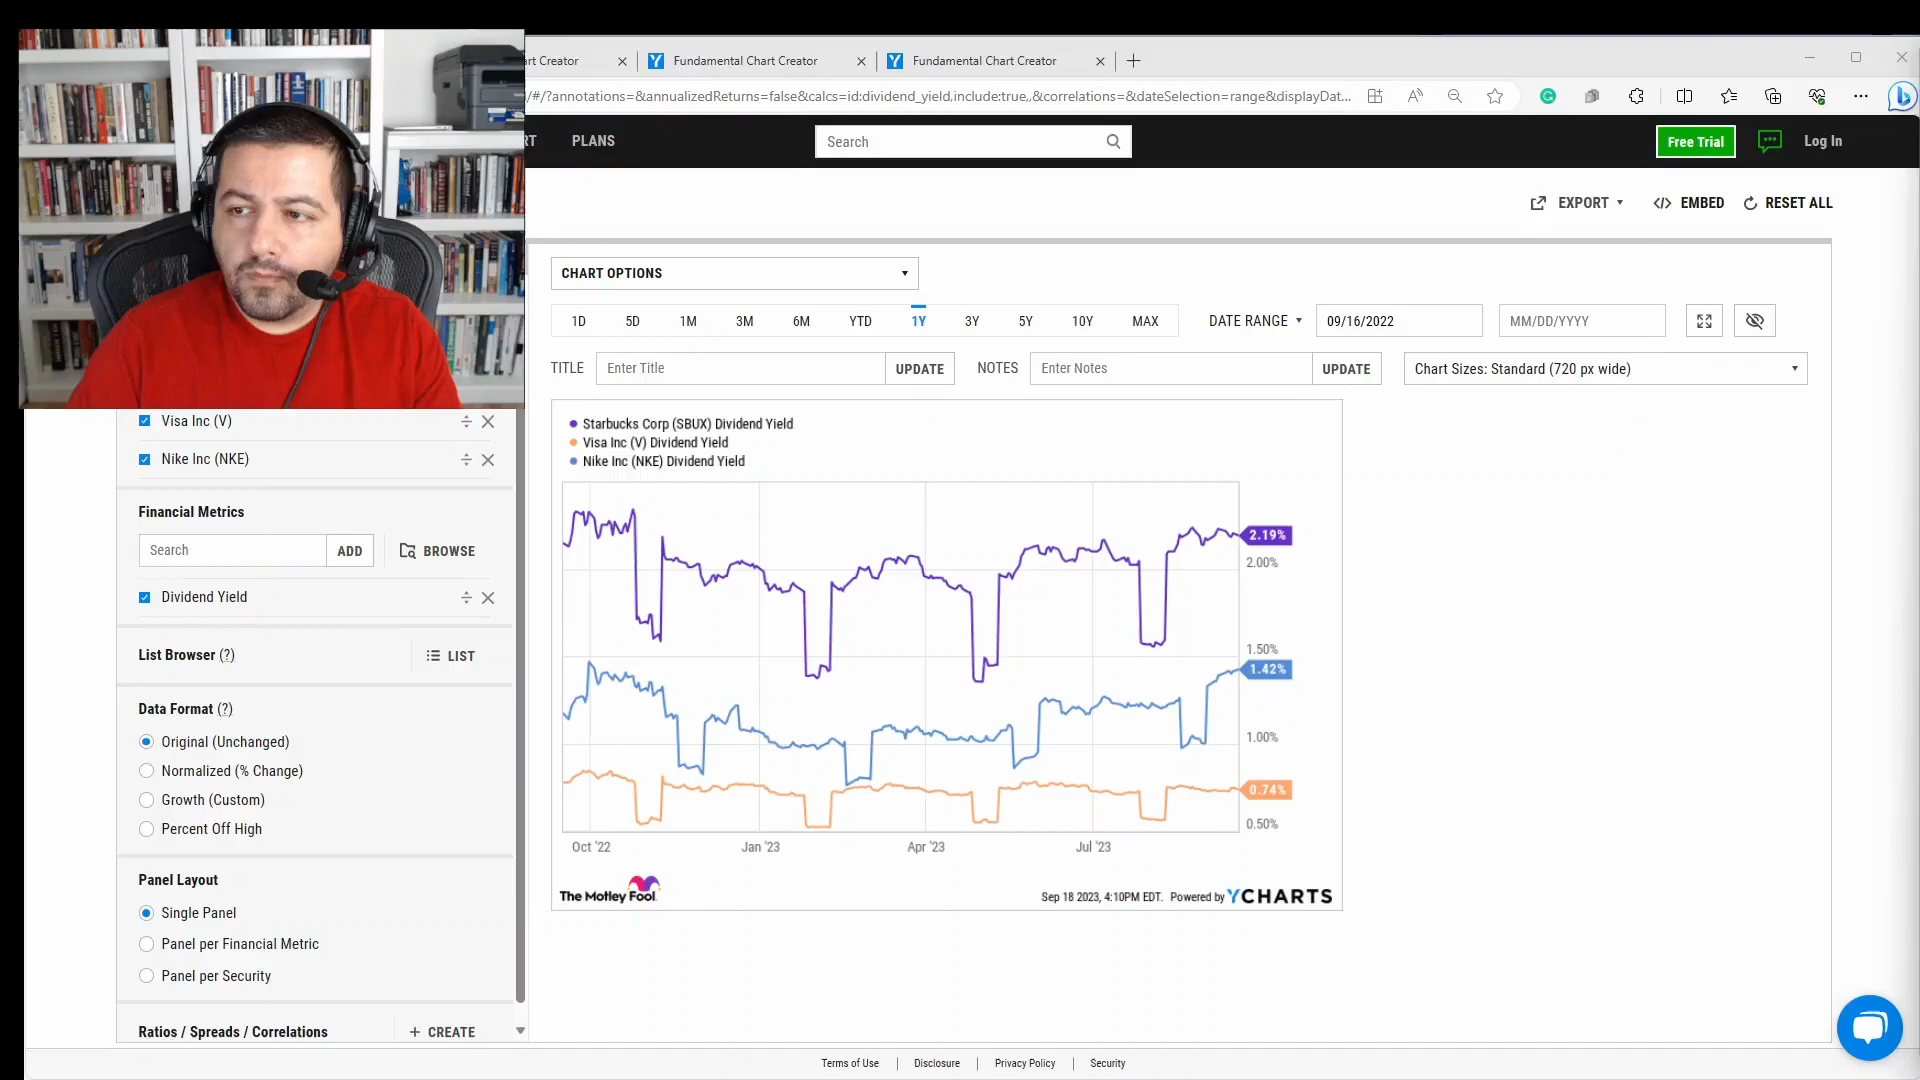 art Creator
Fundamental Chart Creator
Fundamental Chart Creator
/#/?annotations=&annualizedReturns=false&calcs=id:dividend_yield,include:true,,&correlations=&dateSelection=range&displayDat...
RT PLANS Search Free Trial Log In
EXPORT EMBED RESET ALL
CHART OPTIONS
1D 5D 1M 3M 6M YTD 1Y 3Y 5Y 10Y MAX DATE RANGE 09/16/2022 MM/DD/YYYY
TITLE Enter Title UPDATE NOTES Enter Notes UPDATE Chart Sizes: Standard (720 px wide)
Visa Inc (V)
Nike Inc (NKE)
Financial Metrics
Search ADD BROWSE
Dividend Yield
List Browser (?) LIST
Data Format (?)
Original (Unchanged)
Normalized (% Change)
Growth (Custom)
Percent Off High
Panel Layout
Single Panel
Panel per Financial Metric
Panel per Security
Ratios / Spreads / Correlations + CREATE
Starbucks Corp (SBUX) Dividend Yield
Visa Inc (V) Dividend Yield
Nike Inc (NKE) Dividend Yield
2.19%
2.00%
1.50%
1.42%
1.00%
0.74%
0.50%
Oct '22 Jan '23 Apr '23 Jul '23
The Motley Fool. Sep 18 2023, 4:10PM EDT. Powered by YCHARTS
Terms of Use | Disclosure | Privacy Policy | Security